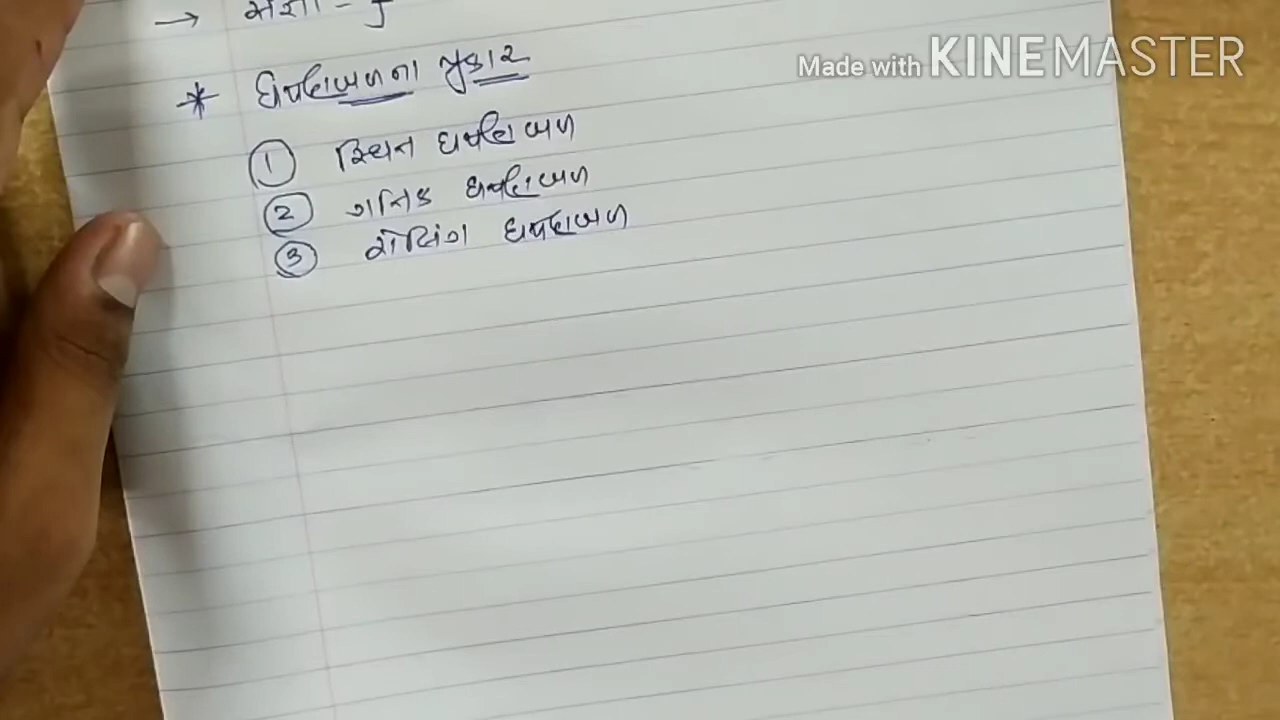 → સંજ્ઞા - f
Made with KINEMASTER
* ઘર્ષણબળના પ્રકાર
① સ્થિત ઘર્ષણબળ
② ગતિક ઘર્ષણબળ
③ રોલિંગ ઘર્ષણબળ